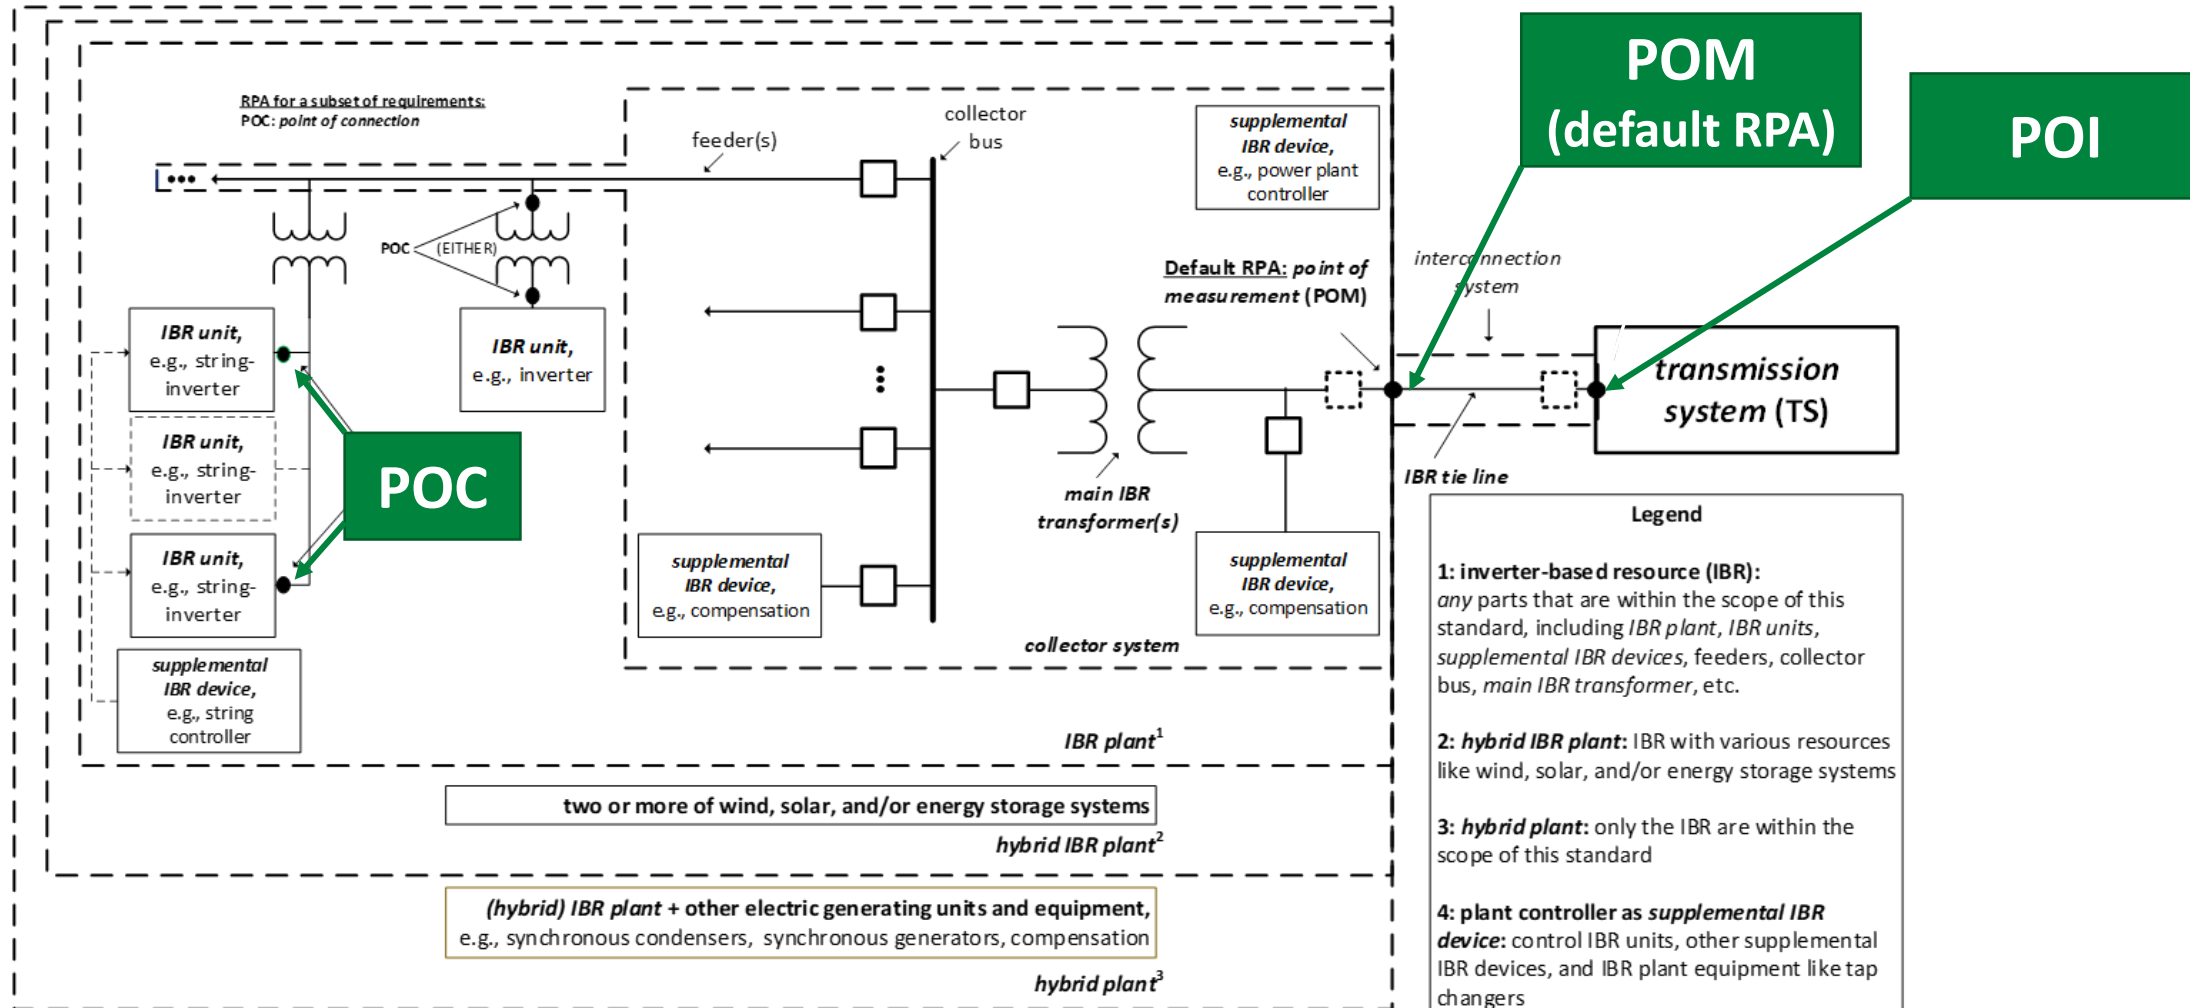 RPA for a subset of requirements:
POC: point of connection
feeder(s)
collector
bus
supplemental
IBR device,
e.g., power plant
controller
POM
(default RPA)
POI
POC
(EITHER)
Default RPA: point of
measurement (POM)
interconnection
system
IBR unit,
e.g., string-
inverter
IBR unit,
e.g., inverter
IBR unit,
e.g., string-
inverter
POC
IBR unit,
e.g., string-
inverter
supplemental
IBR device,
e.g., string
controller
supplemental
IBR device,
e.g., compensation
main IBR
transformer(s)
supplemental
IBR device,
e.g., compensation
collector system
transmission
system (TS)
IBR tie line
IBR plant1
two or more of wind, solar, and/or energy storage systems
hybrid IBR plant2
(hybrid) IBR plant + other electric generating units and equipment,
e.g., synchronous condensers, synchronous generators, compensation
hybrid plant3
Legend
1: inverter-based resource (IBR):
any parts that are within the scope of this
standard, including IBR plant, IBR units,
supplemental IBR devices, feeders, collector
bus, main IBR transformer, etc.
2: hybrid IBR plant: IBR with various resources
like wind, solar, and/or energy storage systems
3: hybrid plant: only the IBR are within the
scope of this standard
4: plant controller as supplemental IBR
device: control IBR units, other supplemental
IBR devices, and IBR plant equipment like tap
changers